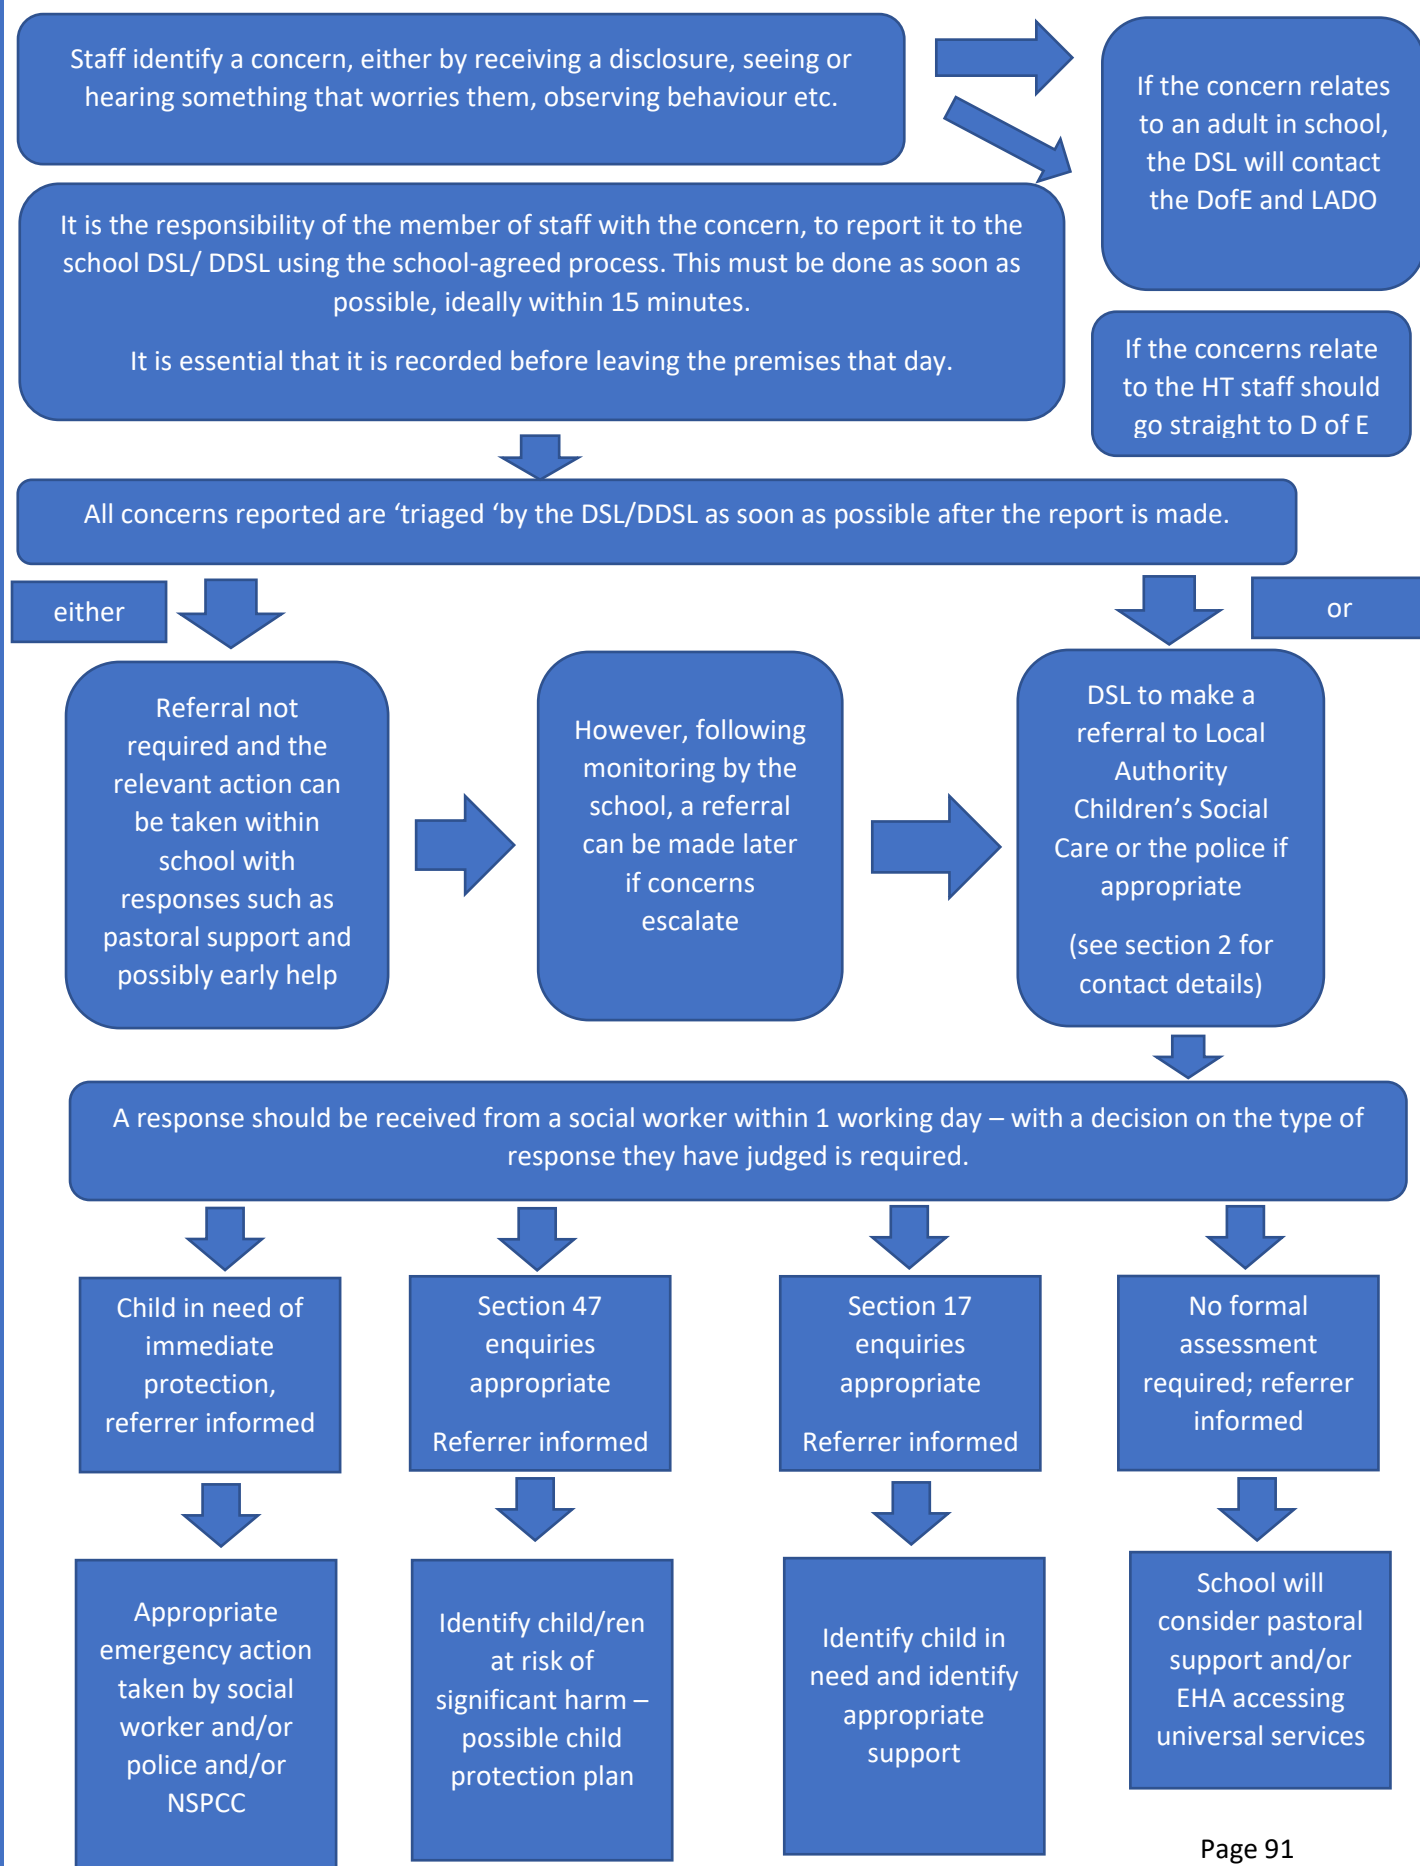 Staff identify a concern, either by receiving a disclosure, seeing or
hearing something that worries them, observing behaviour etc.
If the concern relates
to an adult in school,
the DSL will contact
the DofE and LADO
It is the responsibility of the member of staff with the concern, to report it to the
school DSL/ DDSL using the school-agreed process. This must be done as soon as
possible, ideally within 15 minutes.
It is essential that it is recorded before leaving the premises that day.
If the concerns relate
to the HT staff should
go straight to D of E
All concerns reported are ‘triaged ‘by the DSL/DDSL as soon as possible after the report is made.
either
or
Referral not
required and the
relevant action can
be taken within
school with
responses such as
pastoral support and
possibly early help
However, following
monitoring by the
school, a referral
can be made later
if concerns
escalate
DSL to make a
referral to Local
Authority
Children’s Social
Care or the police if
appropriate
(see section 2 for
contact details)
A response should be received from a social worker within 1 working day – with a decision on the type of
response they have judged is required.
Child in need of
immediate
protection,
referrer informed
Section 47
enquiries
appropriate
Referrer informed
Section 17
enquiries
appropriate
Referrer informed
No formal
assessment
required; referrer
informed
Appropriate
emergency action
taken by social
worker and/or
police and/or
NSPCC
Identify child/ren
at risk of
significant harm –
possible child
protection plan
Identify child in
need and identify
appropriate
support
School will
consider pastoral
support and/or
EHA accessing
universal services
Page 91